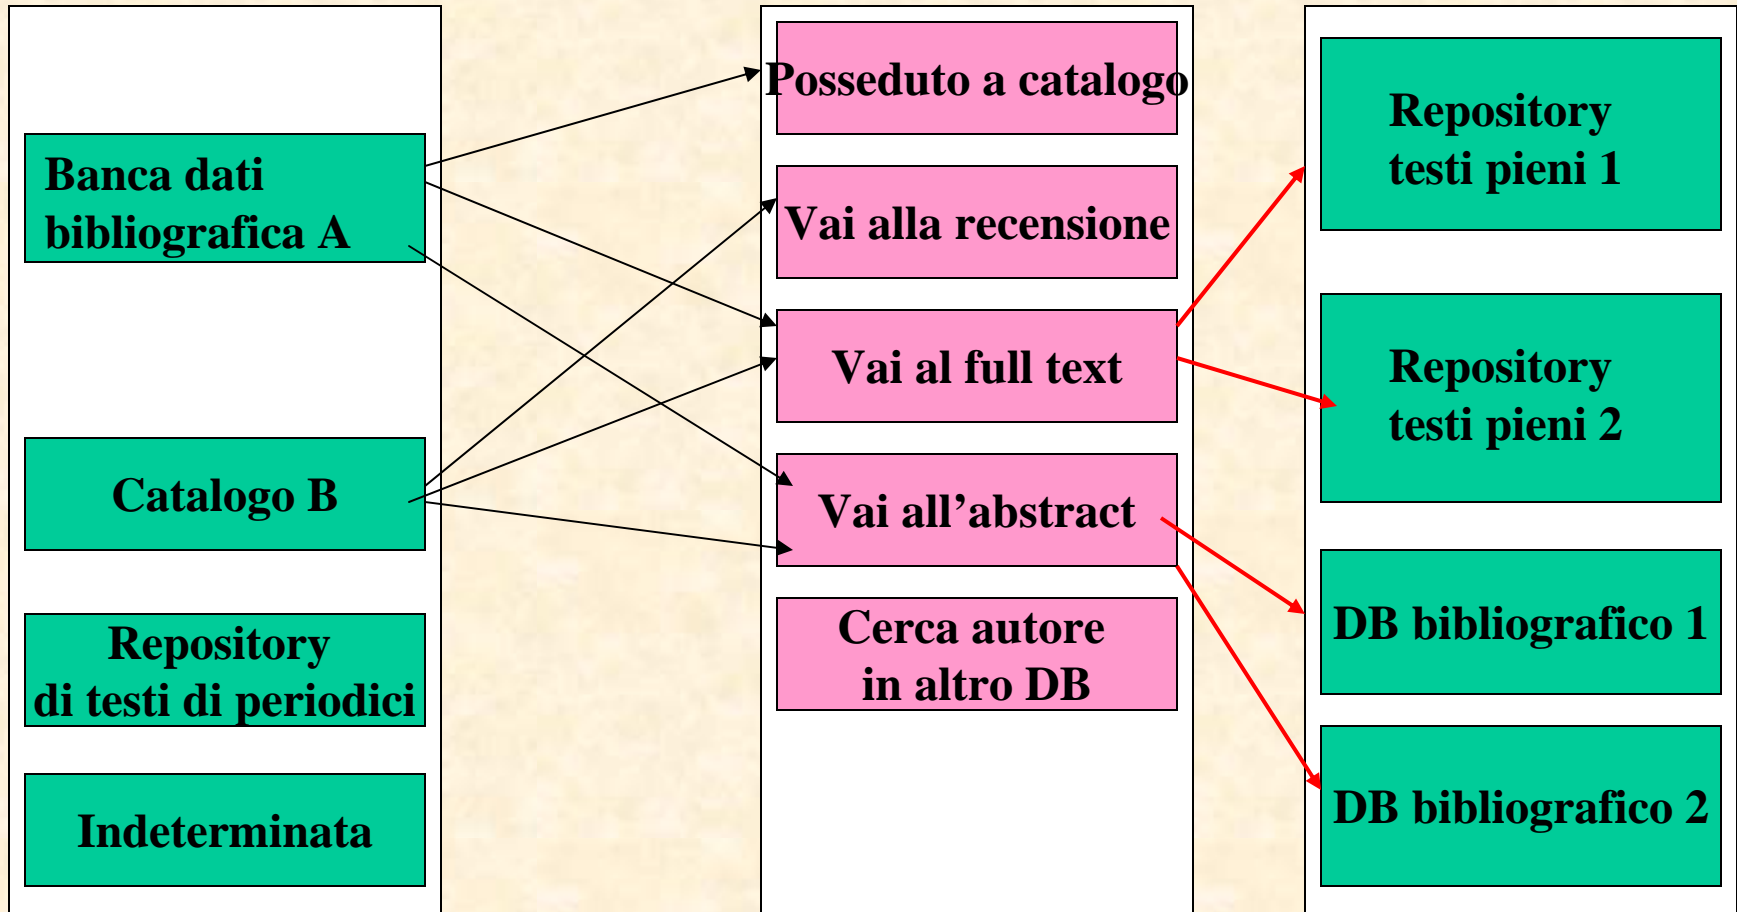 Banca dati
bibliografica A
Catalogo B
Repository
di testi di periodici
Indeterminata
Posseduto a catalogo
Vai alla recensione
Vai al full text
Vai all’abstract
Cerca autore
in altro DB
Repository
testi pieni 1
Repository
testi pieni 2
DB bibliografico 1
DB bibliografico 2